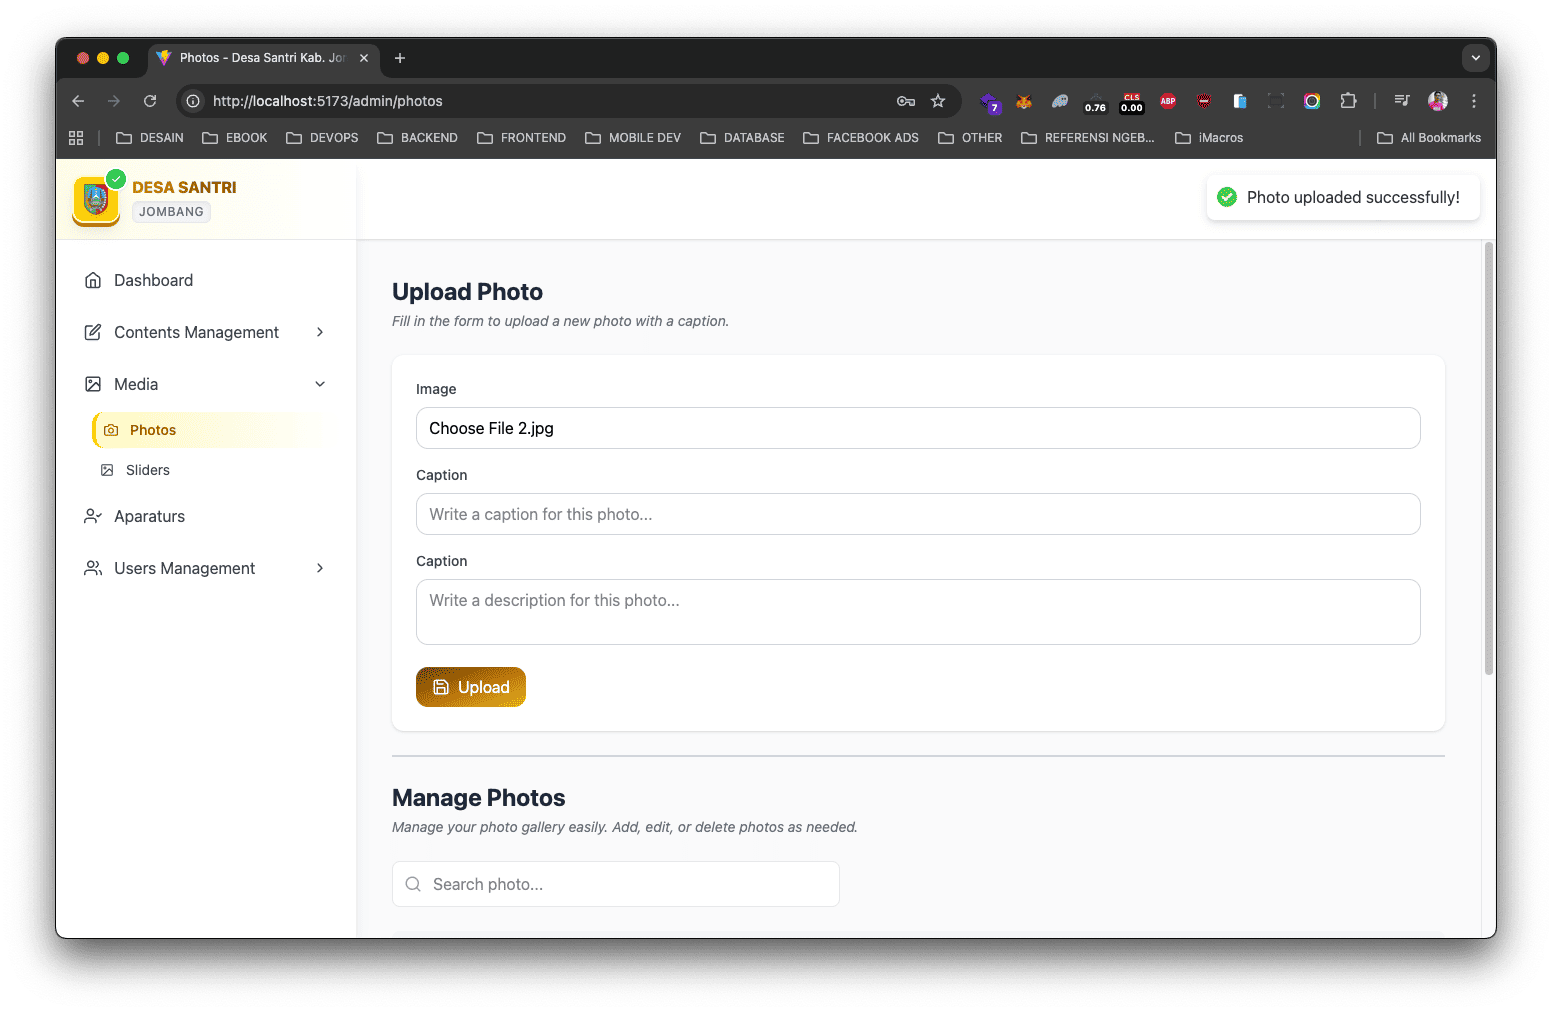 Photos - Desa Santri Kab. Jor
http://localhost:5173/admin/photos
7
0.76
CLS
0.00
ABP
DESAIN
EBOOK
DEVOPS
BACKEND
FRONTEND
MOBILE DEV
DATABASE
FACEBOOK ADS
OTHER
REFERENSI NGEB...
iMacros
All Bookmarks
DESA SANTRI
JOMBANG
Photo uploaded successfully!
Dashboard
Contents Management
Media
Photos
Sliders
Aparaturs
Users Management
Upload Photo
Fill in the form to upload a new photo with a caption.
Image
Choose File 2.jpg
Caption
Write a caption for this photo...
Caption
Write a description for this photo...
Upload
Manage Photos
Manage your photo gallery easily. Add, edit, or delete photos as needed.
Search photo...